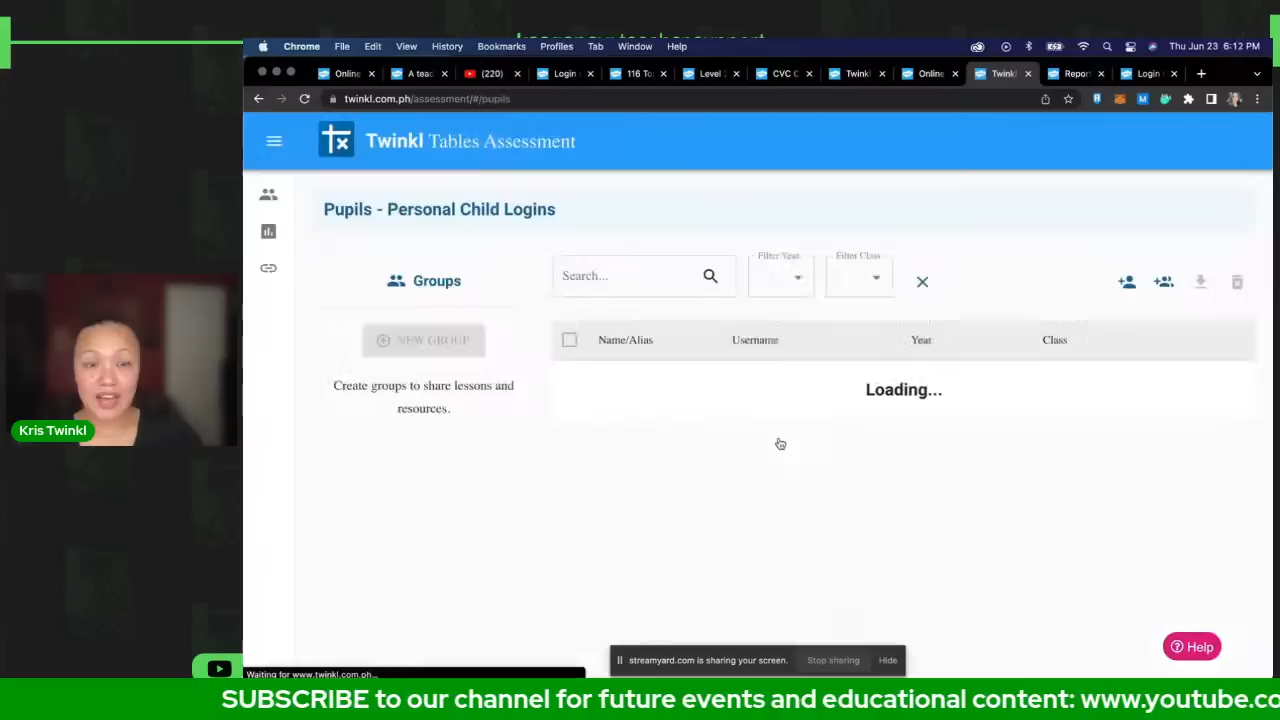 Chrome File Edit View History Bookmarks Profiles Tab Window Help
Thu Jun 23 6:12 PM
Online
A teac
(220)
Login
116 To
Level
CVC C
Twinkl
Online
Twinkl
Report
Login
twinkl.com.ph/assessment/#/pupils
Twinkl Tables Assessment
Pupils - Personal Child Logins
Groups
Search...
Filter Year
Filter Class
NEW GROUP
Name/Alias Username Year Class
Create groups to share lessons and
resources.
Loading...
Kris Twinkl
Help
streamyard.com is sharing your screen. Stop sharing Hide
Waiting for www.twinkl.com.ph...
SUBSCRIBE to our channel for future events and educational content: www.youtube.co